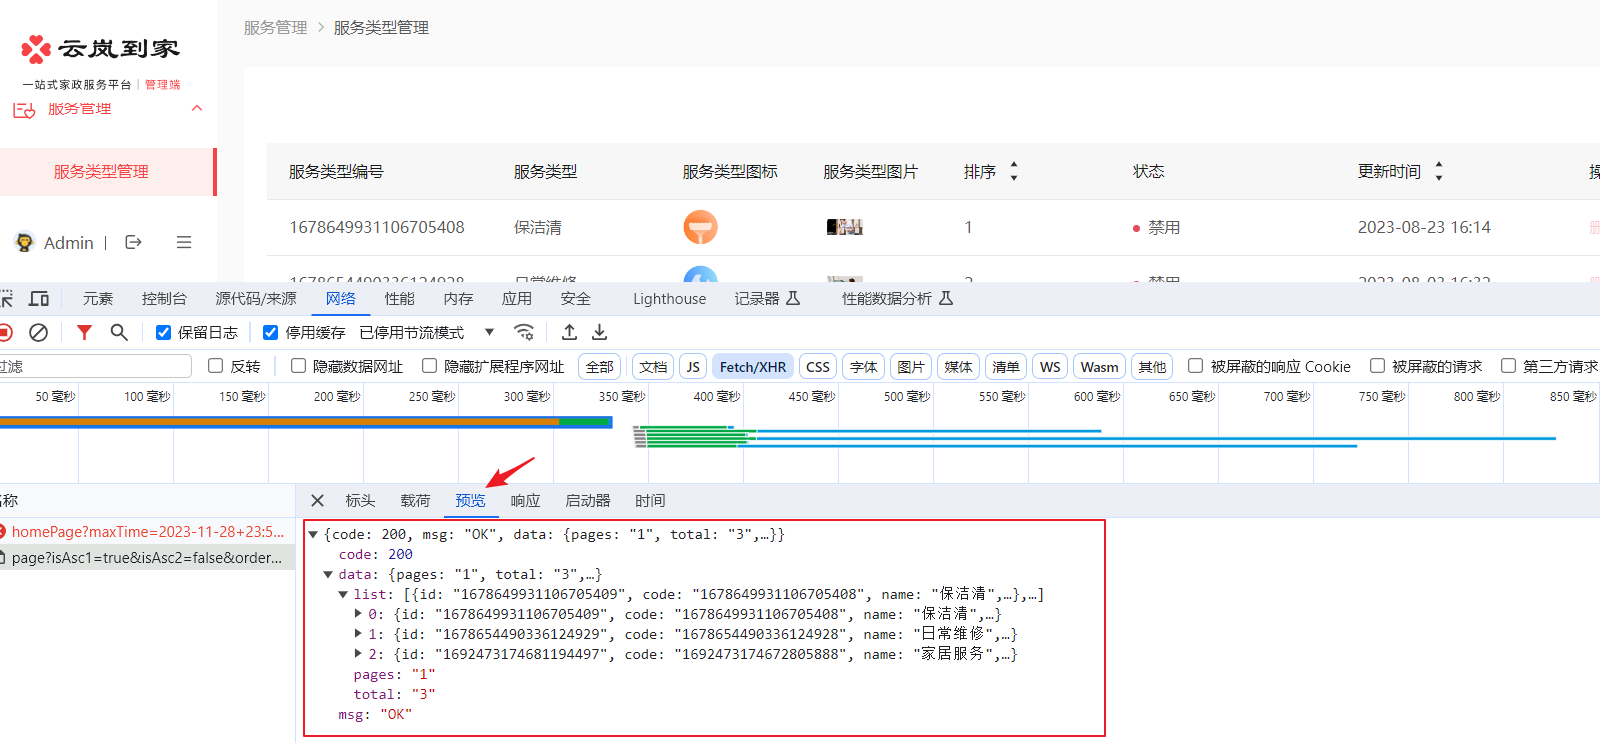 服务管理 > 服务类型管理
云岚到家
一站式家政服务平台 | 管理端
服务管理
服务类型管理
Admin |
服务类型编号 服务类型 服务类型图标 服务类型图片 排序 状态 更新时间
1678649931106705408 保洁清 1 禁用 2023-08-23 16:14
1678654490336124928 日常维修 2 禁用
元素 控制台 源代码/来源 网络 性能 内存 应用 安全 Lighthouse 记录器 性能数据分析
保留日志 停用缓存 已停用节流模式
过滤 反转 隐藏数据网址 隐藏扩展程序网址 全部 文档 JS Fetch/XHR CSS 字体 图片 媒体 清单 WS Wasm 其他 被屏蔽的响应 Cookie 被屏蔽的请求 第三方请求
50 毫秒 100 毫秒 150 毫秒 200 毫秒 250 毫秒 300 毫秒 350 毫秒 400 毫秒 450 毫秒 500 毫秒 550 毫秒 600 毫秒 650 毫秒 700 毫秒 750 毫秒 800 毫秒 850 毫秒
名称
homePage?maxTime=2023-11-28+23:5...
page?isAsc1=true&isAsc2=false&order...
标头 载荷 预览 响应 启动器 时间
{code: 200, msg: "OK", data: {pages: "1", total: "3",…}}
code: 200
data: {pages: "1", total: "3",…}
list: [{id: "1678649931106705409", code: "1678649931106705408", name: "保洁清",…},…]
0: {id: "1678649931106705409", code: "1678649931106705408", name: "保洁清",…}
1: {id: "1678654490336124929", code: "1678654490336124928", name: "日常维修",…}
2: {id: "1692473174681194497", code: "1692473174672805888", name: "家居服务",…}
pages: "1"
total: "3"
msg: "OK"